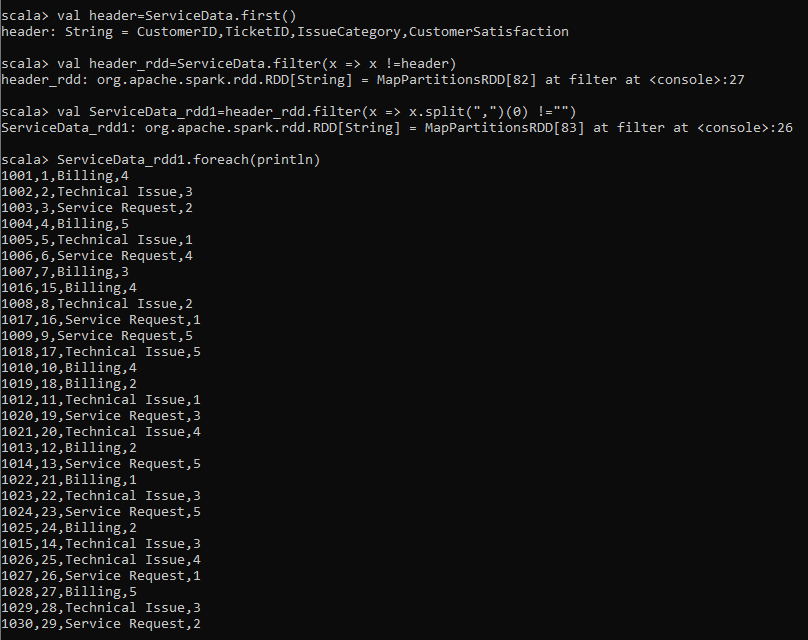 scala> val header=ServiceData.first()
header: String = CustomerID,TicketID,IssueCategory,CustomerSatisfaction
scala> val header_rdd=ServiceData.filter(x => x !=header)
header_rdd: org.apache.spark.rdd.RDD[String] = MapPartitionsRDD[82] at filter at <console>:27
scala> val ServiceData_rdd1=header_rdd.filter(x => x.split(",")(0) !="")
ServiceData_rdd1: org.apache.spark.rdd.RDD[String] = MapPartitionsRDD[83] at filter at <console>:26
scala> ServiceData_rdd1.foreach(println)
1001,1,Billing,4
1002,2,Technical Issue,3
1003,3,Service Request,2
1004,4,Billing,5
1005,5,Technical Issue,1
1006,6,Service Request,4
1007,7,Billing,3
1016,15,Billing,4
1008,8,Technical Issue,2
1017,16,Service Request,1
1009,9,Service Request,5
1018,17,Technical Issue,5
1010,10,Billing,4
1019,18,Billing,2
1012,11,Technical Issue,1
1020,19,Service Request,3
1021,20,Technical Issue,4
1013,12,Billing,2
1014,13,Service Request,5
1022,21,Billing,1
1023,22,Technical Issue,3
1024,23,Service Request,5
1025,24,Billing,2
1015,14,Technical Issue,3
1026,25,Technical Issue,4
1027,26,Service Request,1
1028,27,Billing,5
1029,28,Technical Issue,3
1030,29,Service Request,2